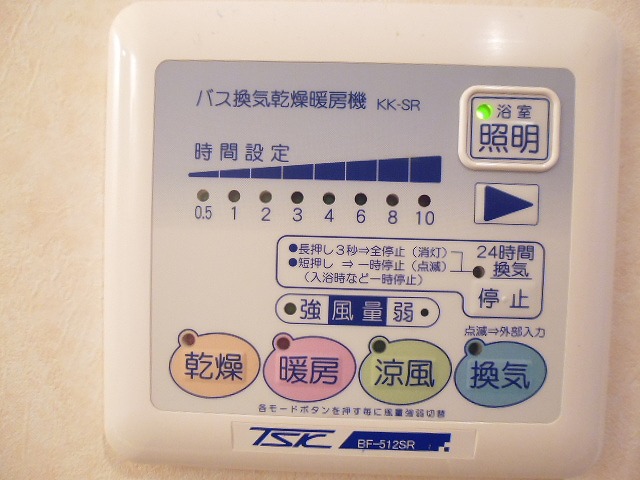 バス換気乾燥暖房機 KK-SR
浴室
照明
時間設定
0.5 1 2 3 4 6 8 10
●長押し3秒⇒全停止（消灯）
●短押し ⇒ 一時停止（点滅）
（入浴時など一時停止）
24時間
換気
停止
強 風量 弱
点滅⇒外部入力
乾燥 暖房 涼風 換気
各モードボタンを押す毎に風量強弱切替
TSK BF-512SR